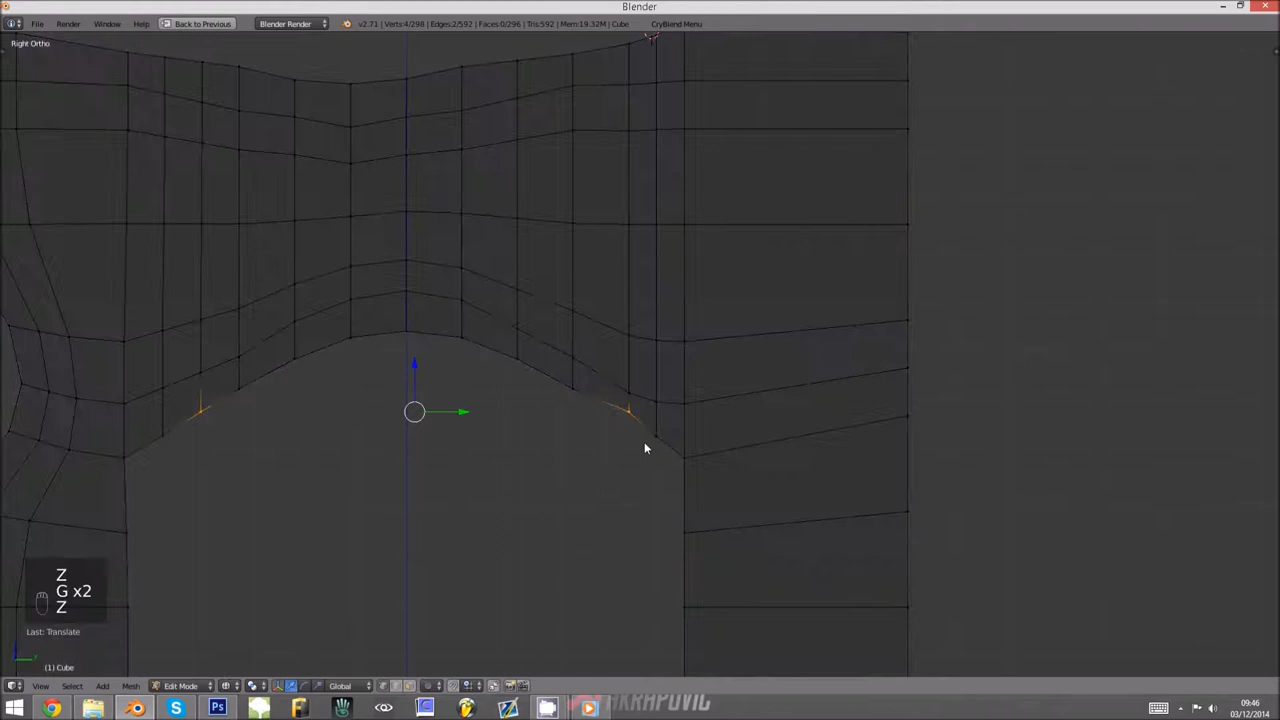 Blender
File Render Window Help Back to Previous Blender Render v2.71 | Verts:4/298 | Edges:2/592 | Faces:0/296 | Tris:592 | Mem:19.32M | Cube CryBlend Menu
Right Ortho
Z
G x2
Z
Last: Translate
(1) Cube
View Select Add Mesh Edit Mode Global
AKRAPOVIC
09:46
03/12/2014